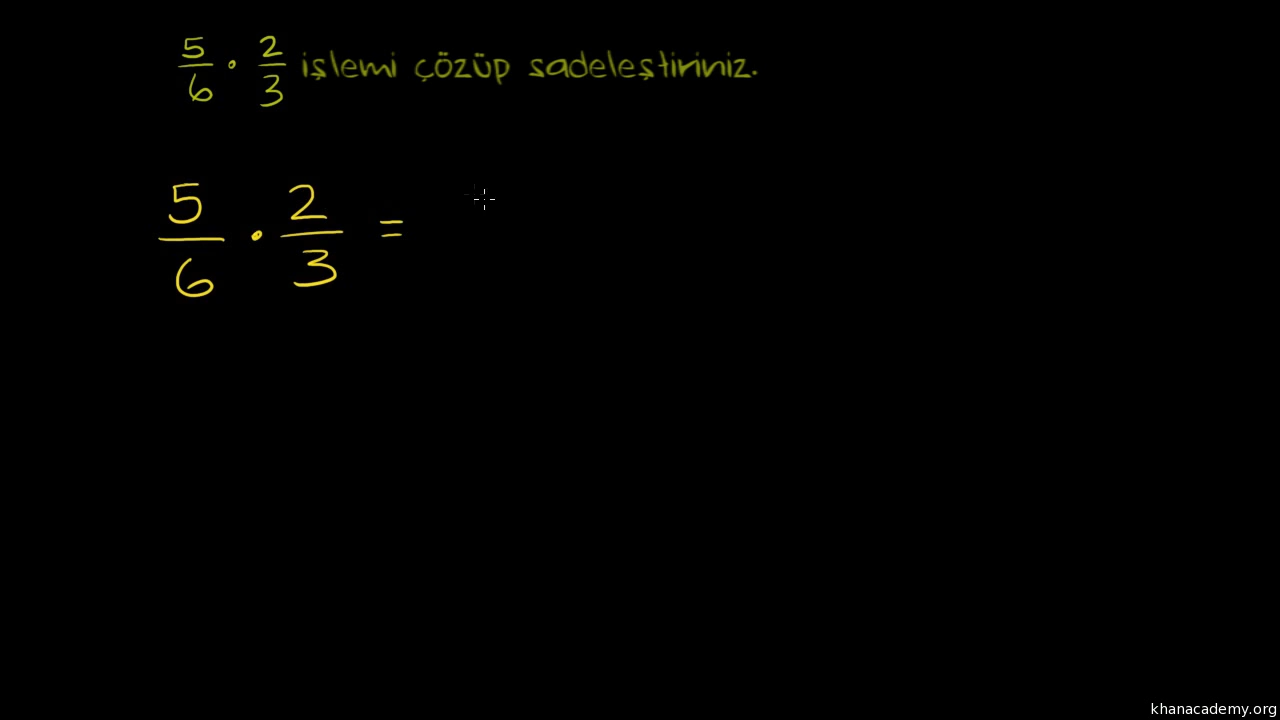 5/6 · 2/3 işlemi çözüp sadeleştiriniz.
5/6 · 2/3 =
khanacademy.org